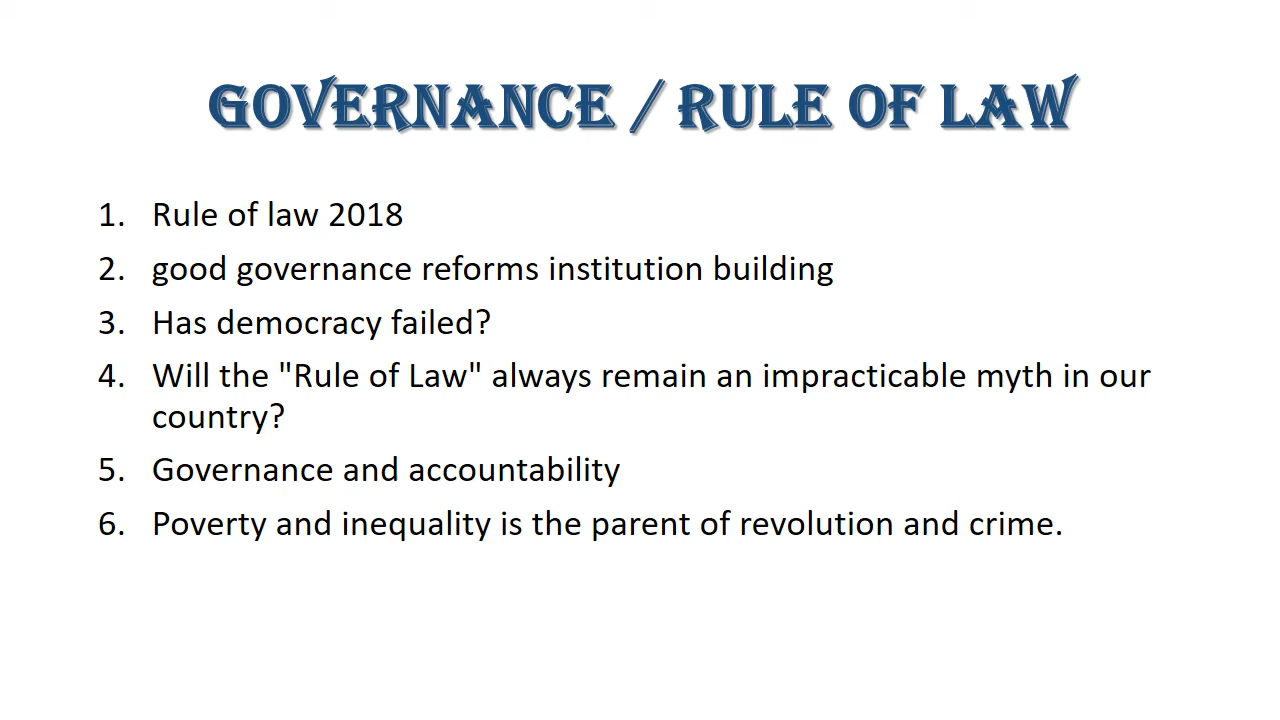 GOVERNANCE / RULE OF LAW
1. Rule of law 2018
2. good governance reforms institution building
3. Has democracy failed?
4. Will the "Rule of Law" always remain an impracticable myth in our
country?
5. Governance and accountability
6. Poverty and inequality is the parent of revolution and crime.